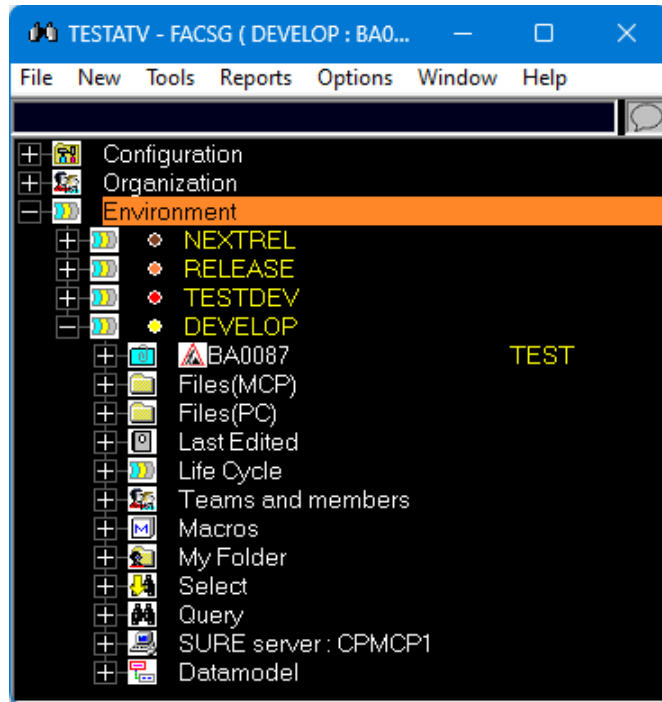 TESTATV - FACSG ( DEVELOP : BA0...
File New Tools Reports Options Window Help
Configuration
Organization
Environment
NEXTREL
RELEASE
TESTDEV
DEVELOP
BA0087 TEST
Files(MCP)
Files(PC)
Last Edited
Life Cycle
Teams and members
Macros
My Folder
Select
Query
SURE server : CPMCP1
Datamodel